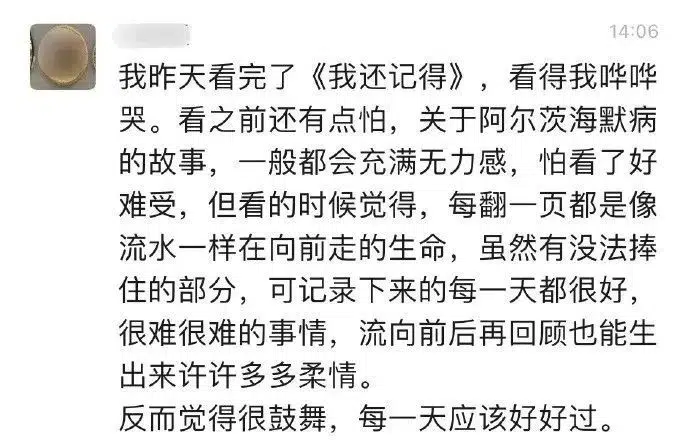 14:06
我昨天看完了《我还记得》，看得我哗哗
哭。看之前还有点怕，关于阿尔茨海默病
的故事，一般都会充满无力感，怕看了好
难受，但看的时候觉得，每翻一页都是像
流水一样在向前走的生命，虽然有没法捧
住的部分，可记录下来的每一天都很好，
很难很难的事情，流向前后再回顾也能生
出来许许多多柔情。
反而觉得很鼓舞，每一天应该好好过。